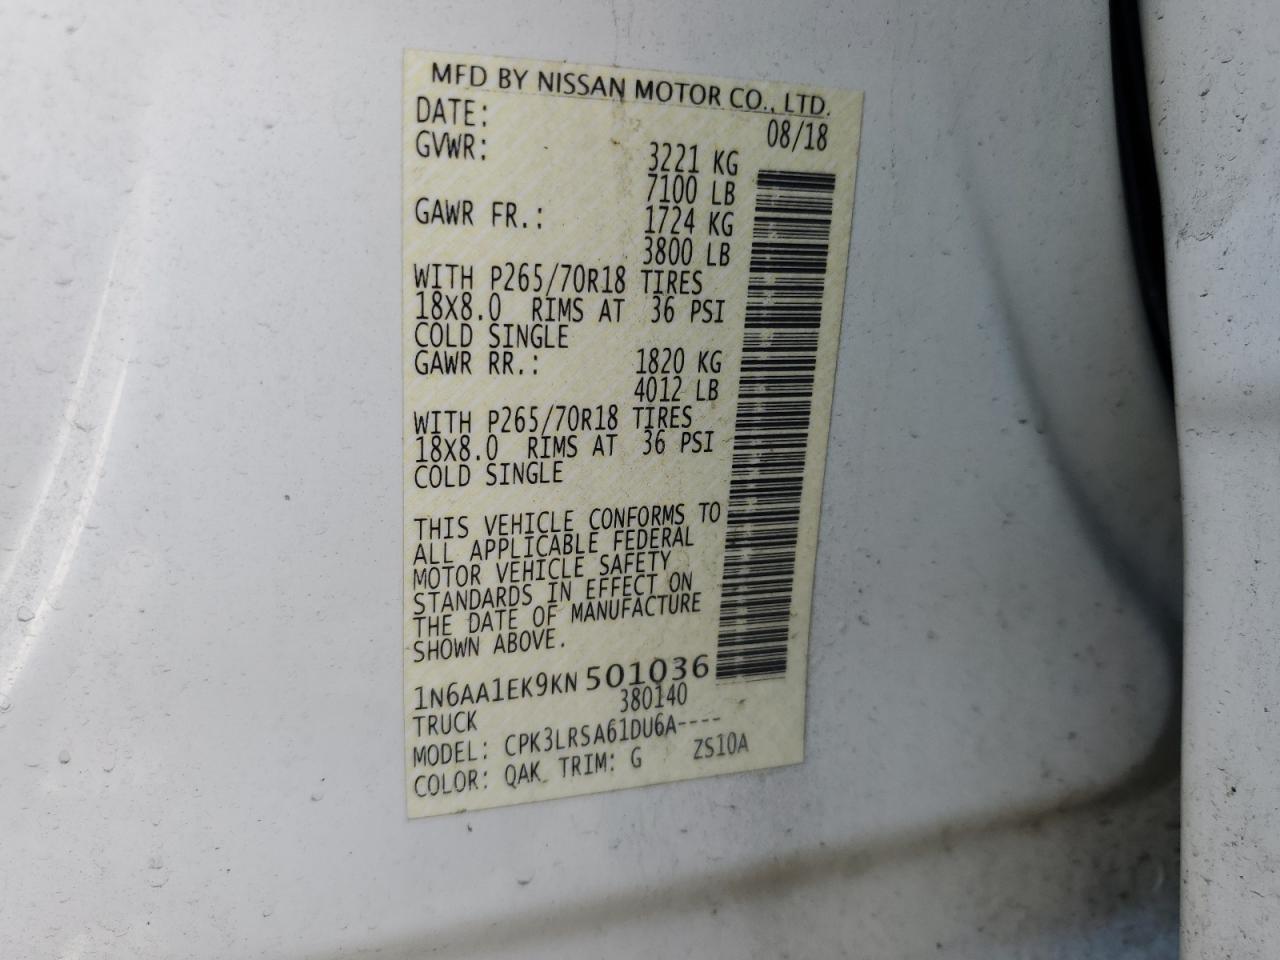 MFD BY NISSAN MOTOR CO., LTD.
DATE: 08/18
GVWR: 3221 KG
7100 LB
GAWR FR.: 1724 KG
3800 LB
WITH P265/70R18 TIRES
18X8.0 RIMS AT 36 PSI
COLD SINGLE
GAWR RR.: 1820 KG
4012 LB
WITH P265/70R18 TIRES
18X8.0 RIMS AT 36 PSI
COLD SINGLE
THIS VEHICLE CONFORMS TO
ALL APPLICABLE FEDERAL
MOTOR VEHICLE SAFETY
STANDARDS IN EFFECT ON
THE DATE OF MANUFACTURE
SHOWN ABOVE.
1N6AA1EK9KN501036
TRUCK 380140
MODEL: CPK3LRSA61DU6A----
COLOR: QAK TRIM: G ZS10A